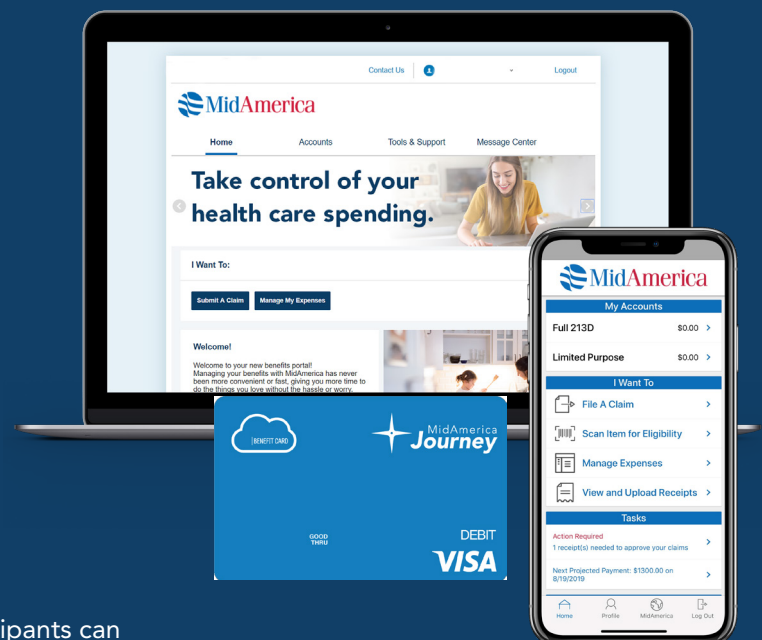 Contact Us
Logout
MidAmerica
Home Accounts Tools & Support Message Center
Take control of your
health care spending.
I Want To:
Submit A Claim Manage My Expenses
Welcome!
Welcome to your new benefits portal!
Managing your benefits with MidAmerica has never
been more convenient or fast, giving you more time to
do the things you love without the hassle or worry.
MidAmerica
My Accounts
Full 213D $0.00
Limited Purpose $0.00
I Want To
File A Claim
Scan Item for Eligibility
Manage Expenses
View and Upload Receipts
Tasks
Action Required
1 receipt(s) needed to approve your claims
Next Projected Payment: $1300.00 on
8/19/2019
Home Profile MidAmerica Log Out
BENEFIT CARD
MidAmerica
Journey
GOOD
THRU
DEBIT
VISA
ipants can